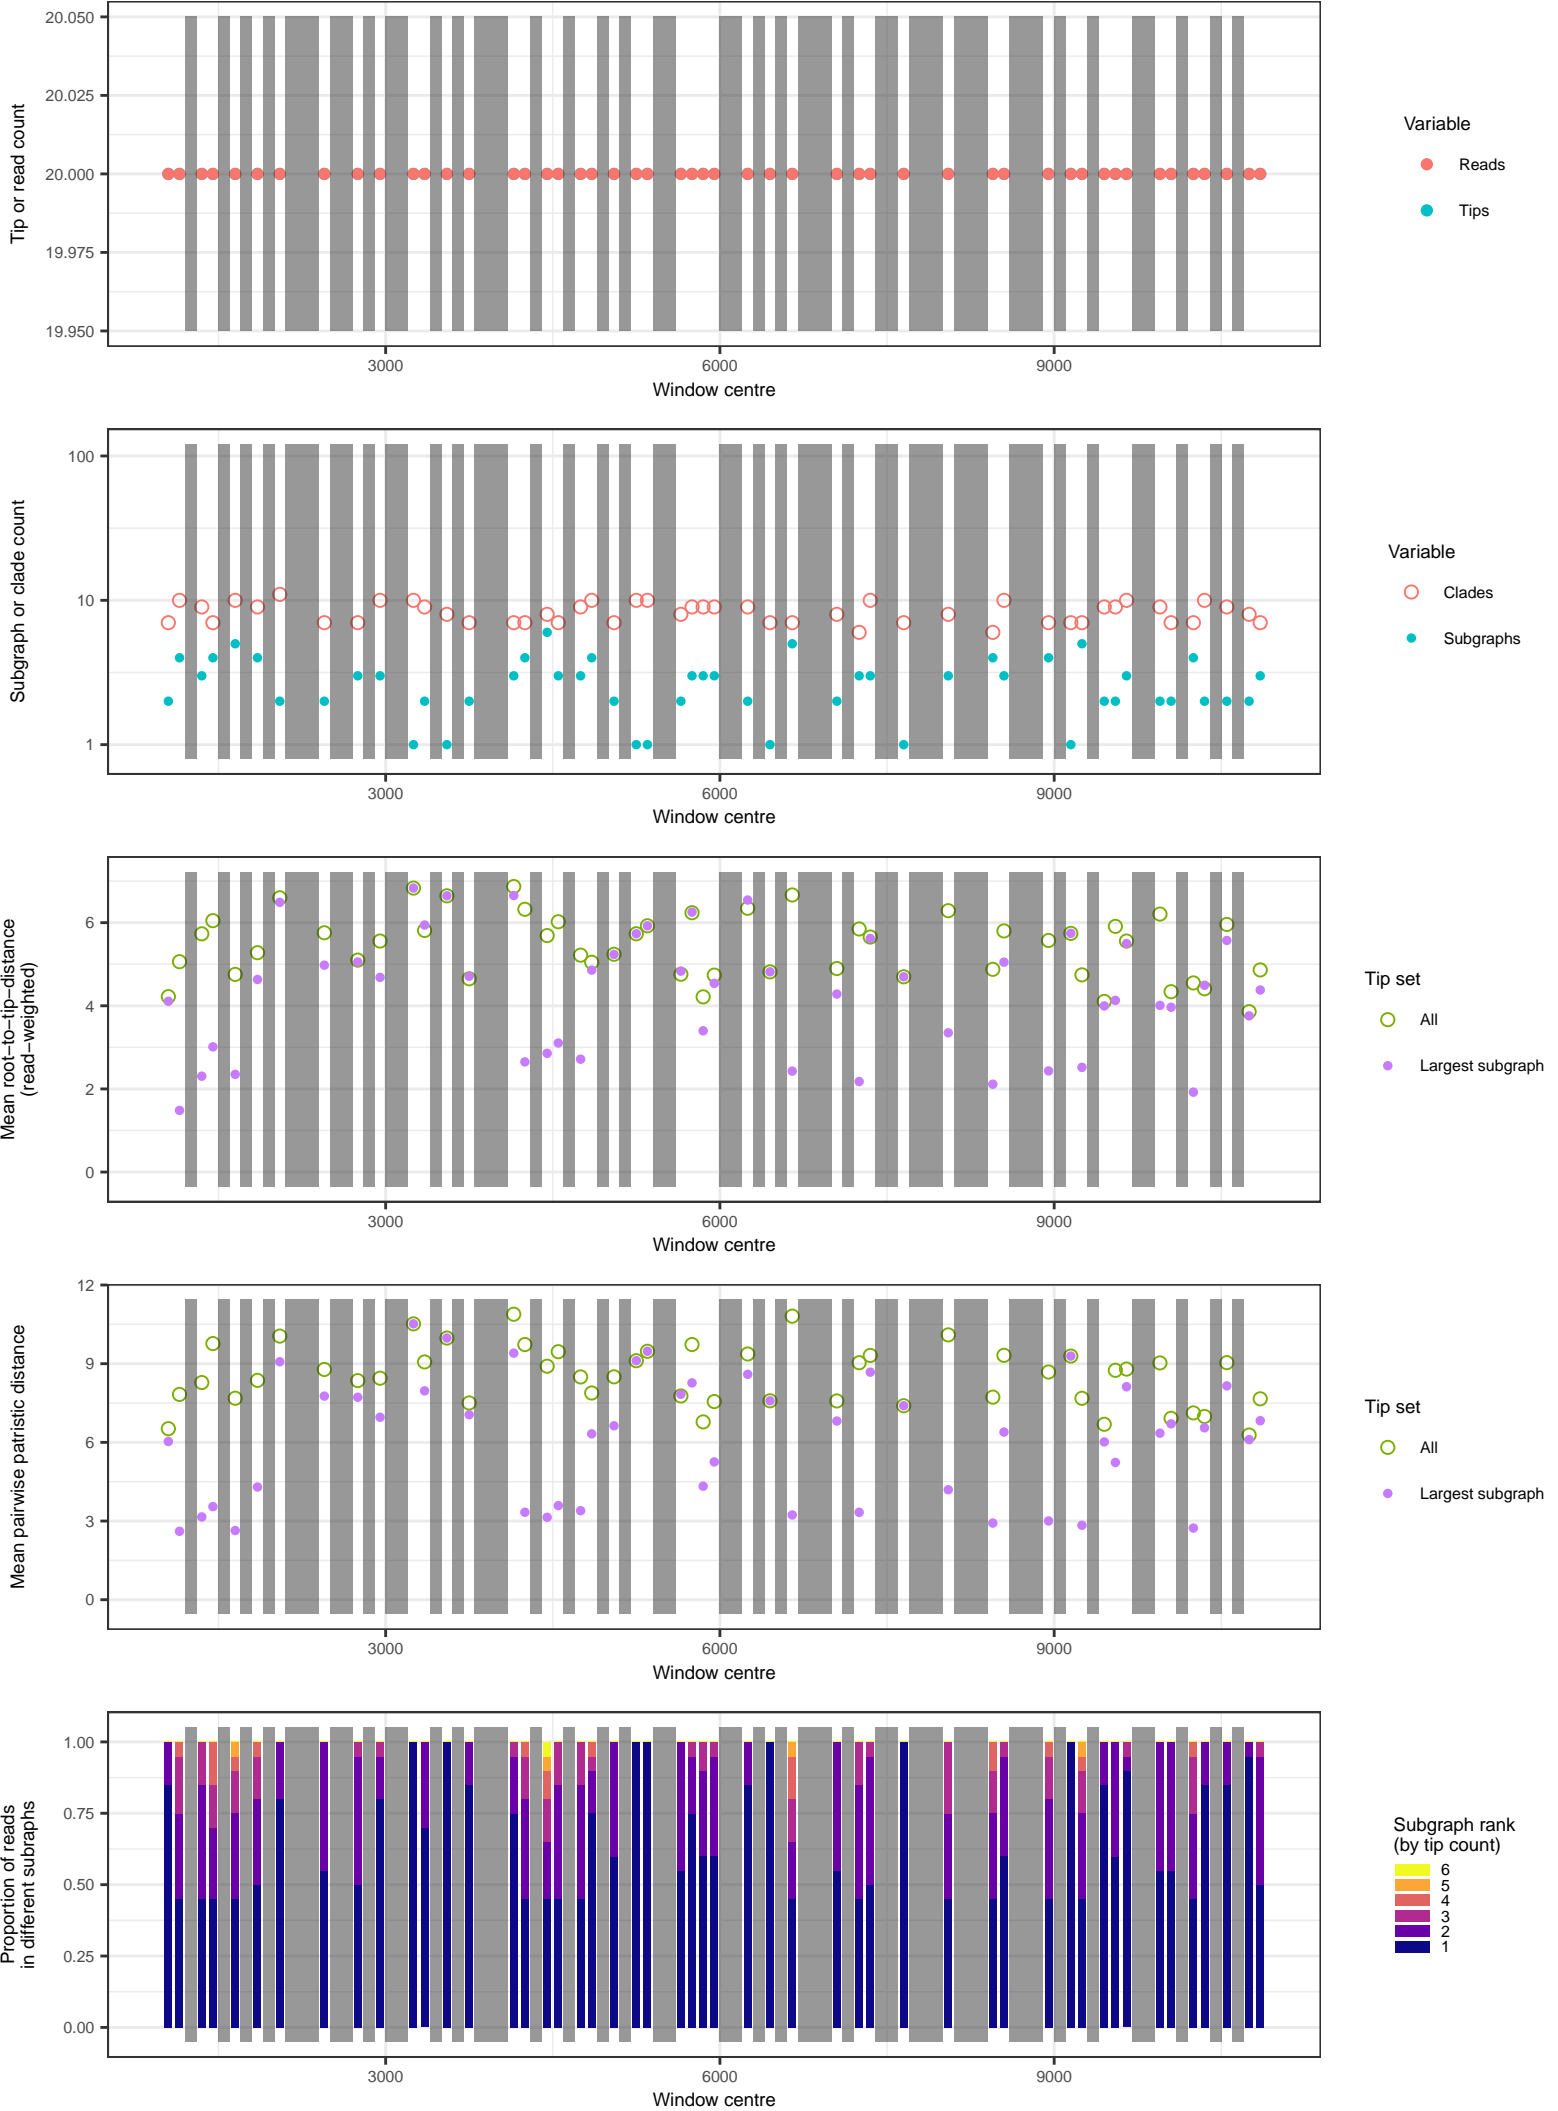 20.050
20.025
20.000
19.975
19.950
Tip or read count
3000
6000
9000
Window centre
Variable
Reads
Tips
100
10
1
Subgraph or clade count
3000
6000
9000
Window centre
Variable
Clades
Subgraphs
6
4
2
0
Mean root−to−tip−distance
(read−weighted)
3000
6000
9000
Window centre
Tip set
All
Largest subgraph
12
9
6
3
0
Mean pairwise patristic distance
3000
6000
9000
Window centre
Tip set
All
Largest subgraph
1.00
0.75
0.50
0.25
0.00
Proportion of reads
in different subraphs
3000
6000
9000
Window centre
Subgraph rank
(by tip count)
6
5
4
3
2
1